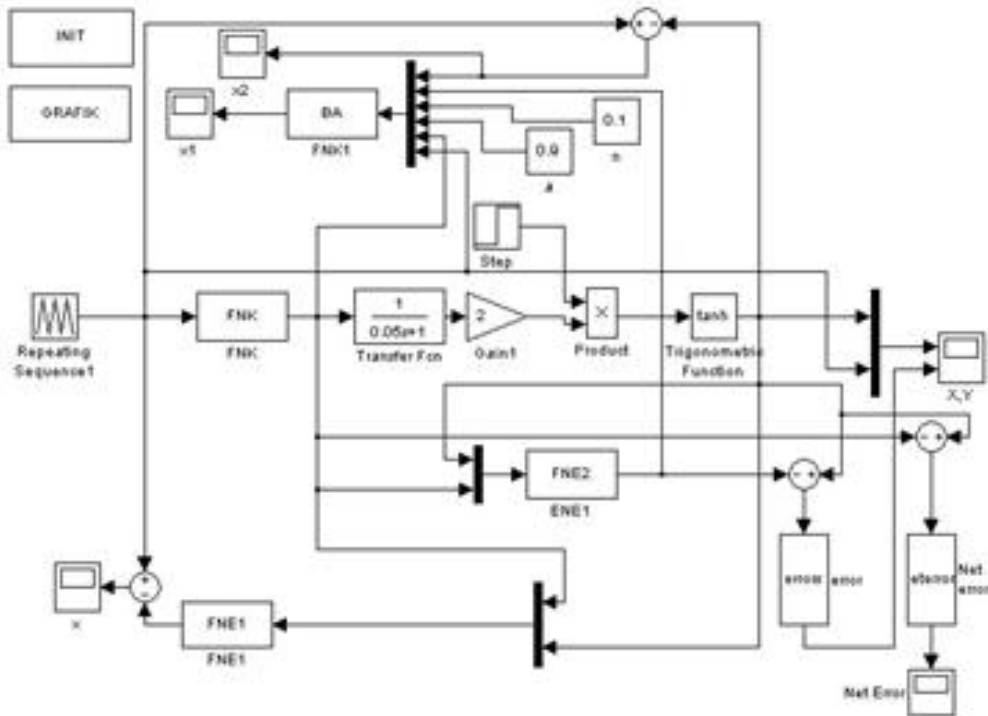 INIT
GRAFIK
x2
x1
BA
FNK1
0.1
n
0.9
a
Step
Repeating
Sequence1
FNK
FNK
1
0.05s+1
Transfer Fcn
2
Gain1
X
Product
tanh
Trigonometric
Function
X,Y
FNE2
ENE1
+
-
x
FNE1
FNE1
error
Net
error
Net Error